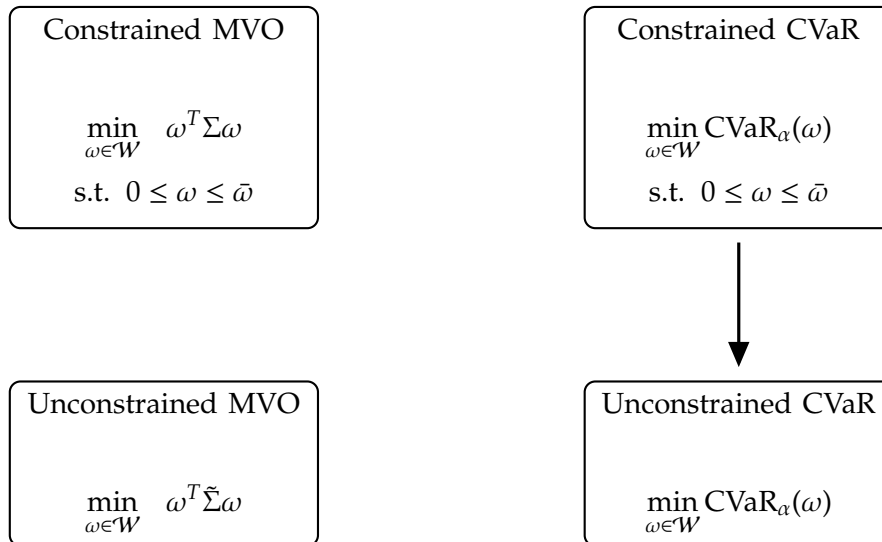 Constrained MVO
min ω∈𝒲 ω^T Σω
s.t. 0 ≤ ω ≤ ω̄
Constrained CVaR
min ω∈𝒲 CVaR_α(ω)
s.t. 0 ≤ ω ≤ ω̄
Unconstrained MVO
min ω∈𝒲 ω^T Σ̃ω
Unconstrained CVaR
min ω∈𝒲 CVaR_α(ω)